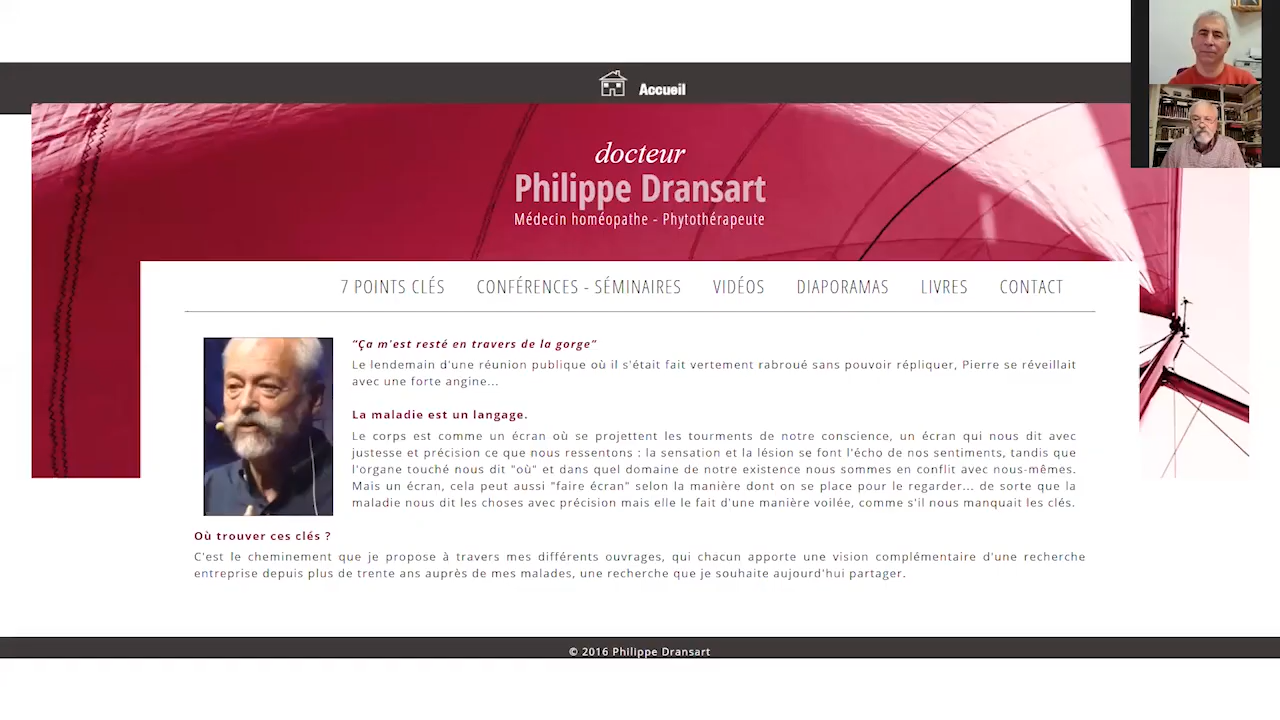 Accueil
docteur
Philippe Dransart
Médecin homéopathe - Phytothérapeute
7 POINTS CLÉS CONFÉRENCES - SÉMINAIRES VIDÉOS DIAPORAMAS LIVRES CONTACT
"Ça m'est resté en travers de la gorge"
Le lendemain d'une réunion publique où il s'était fait vertement rabroué sans pouvoir répliquer, Pierre se réveillait
avec une forte angine...
La maladie est un langage.
Le corps est comme un écran où se projettent les tourments de notre conscience, un écran qui nous dit avec
justesse et précision ce que nous ressentons : la sensation et la lésion se font l'écho de nos sentiments, tandis que
l'organe touché nous dit "où" et dans quel domaine de notre existence nous sommes en conflit avec nous-mêmes.
Mais un écran, cela peut aussi "faire écran" selon la manière dont on se place pour le regarder... de sorte que la
maladie nous dit les choses avec précision mais elle le fait d'une manière voilée, comme s'il nous manquait les clés.
Où trouver ces clés ?
C'est le cheminement que je propose à travers mes différents ouvrages, qui chacun apporte une vision complémentaire d'une recherche
entreprise depuis plus de trente ans auprès de mes malades, une recherche que je souhaite aujourd'hui partager.
© 2016 Philippe Dransart